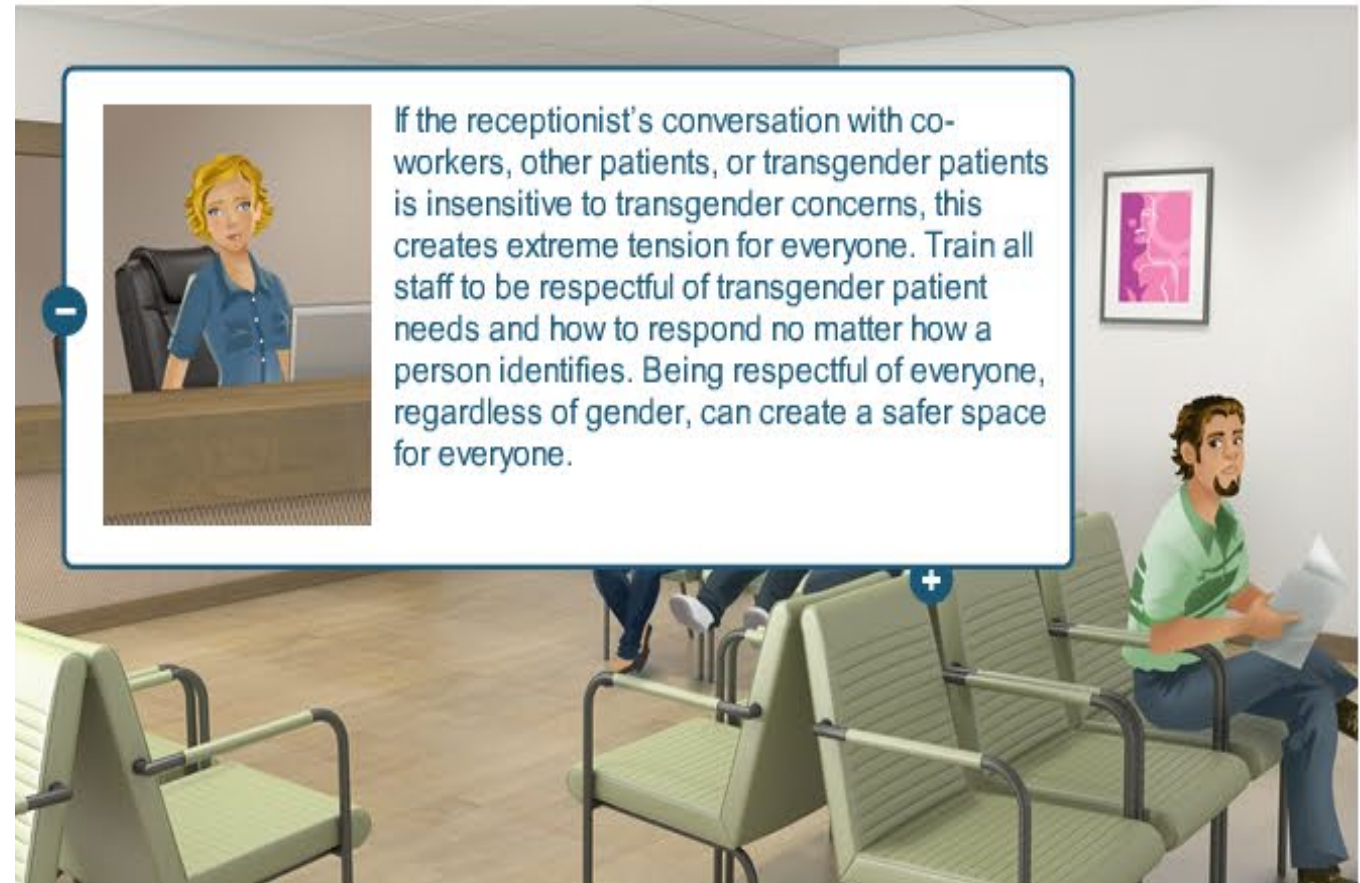 If the receptionist's conversation with co-
workers, other patients, or transgender patients
is insensitive to transgender concerns, this
creates extreme tension for everyone. Train all
staff to be respectful of transgender patient
needs and how to respond no matter how a
person identifies. Being respectful of everyone,
regardless of gender, can create a safer space
for everyone.